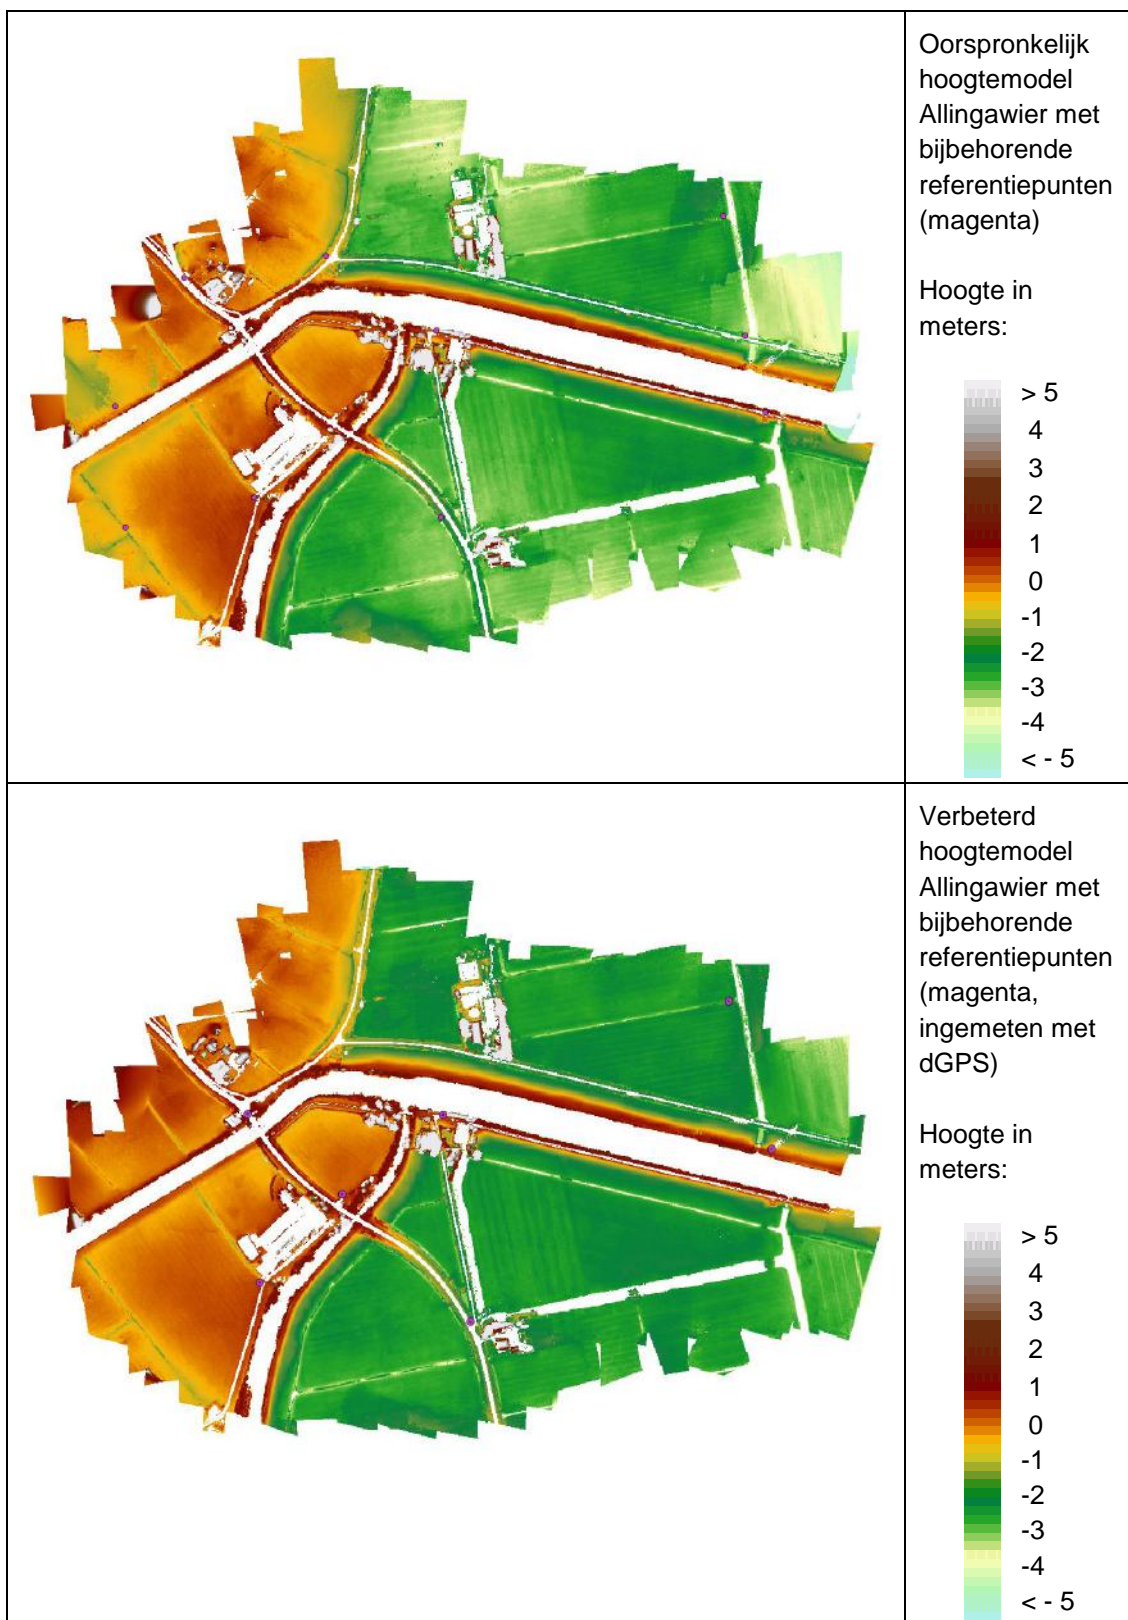 Oorspronkelijk
hoogtemodel
Allingawier met
bijbehorende
referentiepunten
(magenta)
Hoogte in
meters:
> 5
4
3
2
1
0
-1
-2
-3
-4
< - 5
Verbeterd
hoogtemodel
Allingawier met
bijbehorende
referentiepunten
(magenta,
ingemeten met
dGPS)
Hoogte in
meters:
> 5
4
3
2
1
0
-1
-2
-3
-4
< - 5